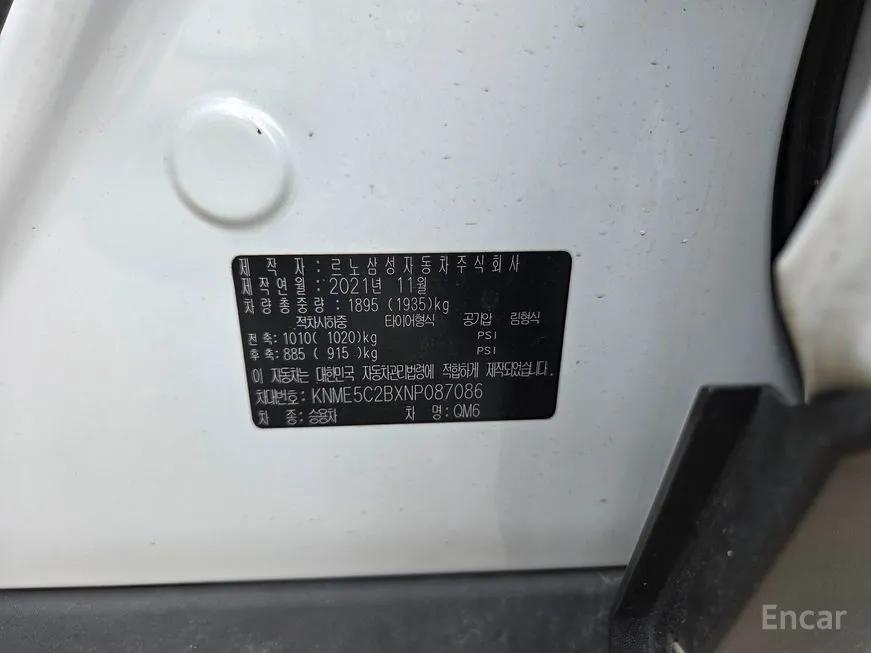 제 작 자 : 르노삼성자동차주식회사
제작연월 : 2021년 11월
차량총중량 : 1895 (1935)kg
적차시하중 타이어형식 공기압 림형식
전축: 1010( 1020)kg PSI
후축: 885( 915)kg PSI
이 자동차는 대한민국 자동차관리법령에 적합하게 제작되었습니다.
차대번호: KNME5C2BXNP087086
차 종: 승용차 차 명: QM6
Encar